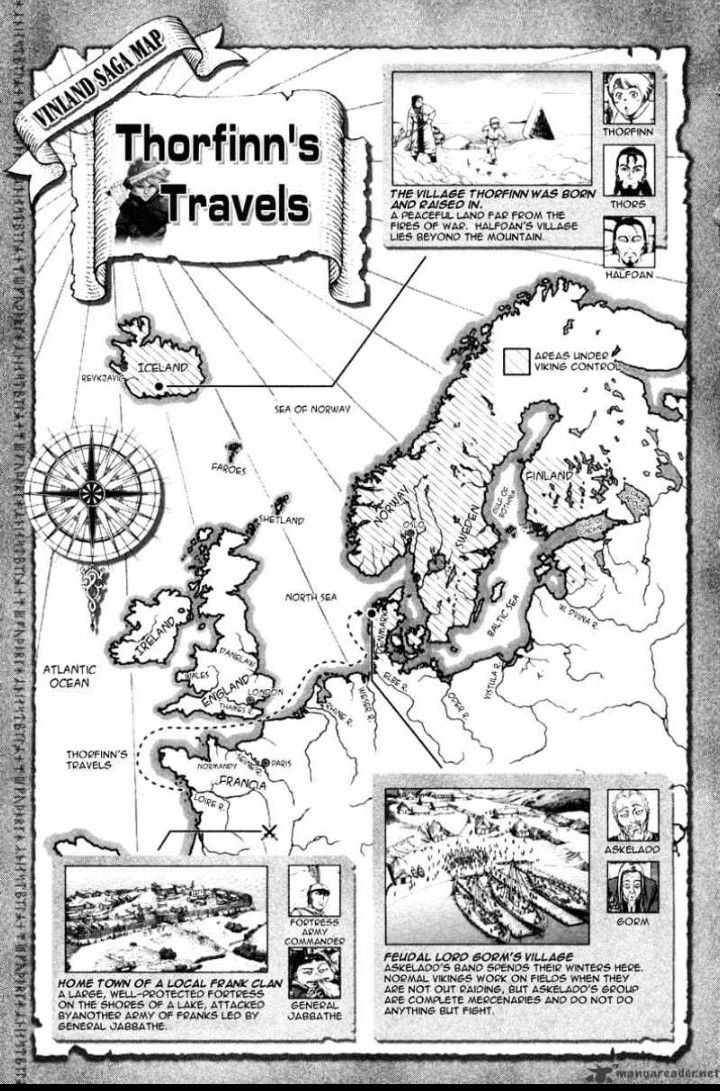 VINLAND SAGA MAP
Thorfinn's
Travels
THE VILLAGE THORFINN WAS BORN
AND RAISED IN.
A PEACEFUL LAND FAR FROM THE
FIRES OF WAR. HALFDAN'S VILLAGE
LIES BEYOND THE MOUNTAIN.
THORFINN
THORS
HALFDAN
AREAS UNDER
VIKING CONTROL
ICELAND
REYKJAVIK
SEA OF NORWAY
FAROES
SHETLAND
NORWAY
OSLO
SWEDEN
GULF OF
BOTHNIA
FINLAND
NORTH SEA
IRELAND
DANELAW
WALES
ENGLAND
LONDON
THAMES R.
DENMARK
BALTIC SEA
W. DVINA R.
ATLANTIC
OCEAN
RHINE R.
WESER R.
ELBE R.
ODER R.
VISTULA R.
THORFINN'S
TRAVELS
NORMANDY
SEINE R.
PARIS
FRANCIA
LOIRE R.
FORTRESS
ARMY
COMMANDER
GENERAL
JABBATHE
HOME TOWN OF A LOCAL FRANK CLAN
A LARGE, WELL-PROTECTED FORTRESS
ON THE SHORES OF A LAKE, ATTACKED
BYANOTHER ARMY OF FRANKS LED BY
GENERAL JABBATHE.
ASKELADD
GORM
FEUDAL LORD GORM'S VILLAGE
ASKELADD'S BAND SPENDS THEIR WINTERS HERE.
NORMAL VIKINGS WORK ON FIELDS WHEN THEY
ARE NOT OUT RAIDING, BUT ASKELADD'S GROUP
ARE COMPLETE MERCENARIES AND DO NOT DO
ANYTHING BUT FIGHT.
mangareader.net